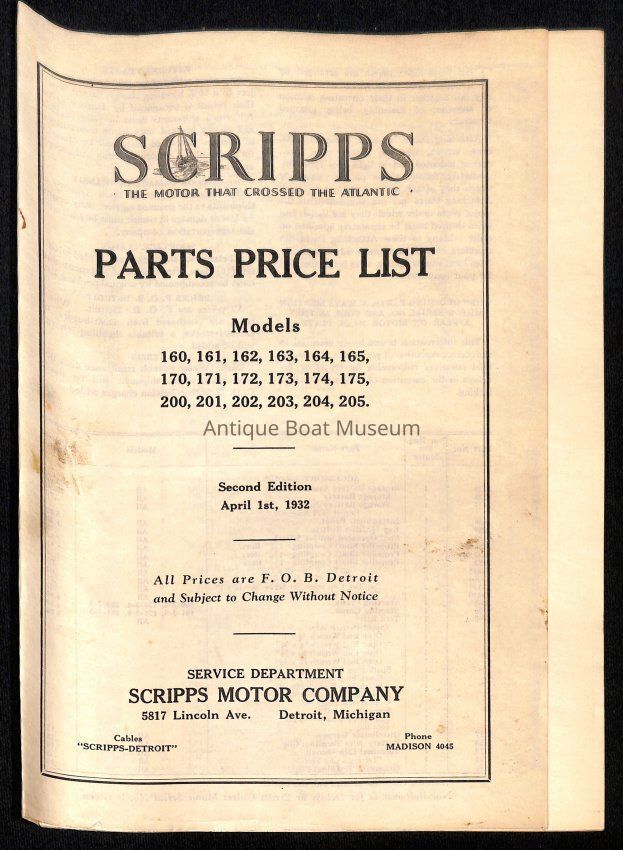 SCRIPPS
· THE MOTOR THAT CROSSED THE ATLANTIC ·
PARTS PRICE LIST
Models
160, 161, 162, 163, 164, 165,
170, 171, 172, 173, 174, 175,
200, 201, 202, 203, 204, 205.
Antique Boat Museum
Second Edition
April 1st, 1932
All Prices are F. O. B. Detroit
and Subject to Change Without Notice
SERVICE DEPARTMENT
SCRIPPS MOTOR COMPANY
5817 Lincoln Ave. Detroit, Michigan
Cables
"SCRIPPS-DETROIT"
Phone
MADISON 4045